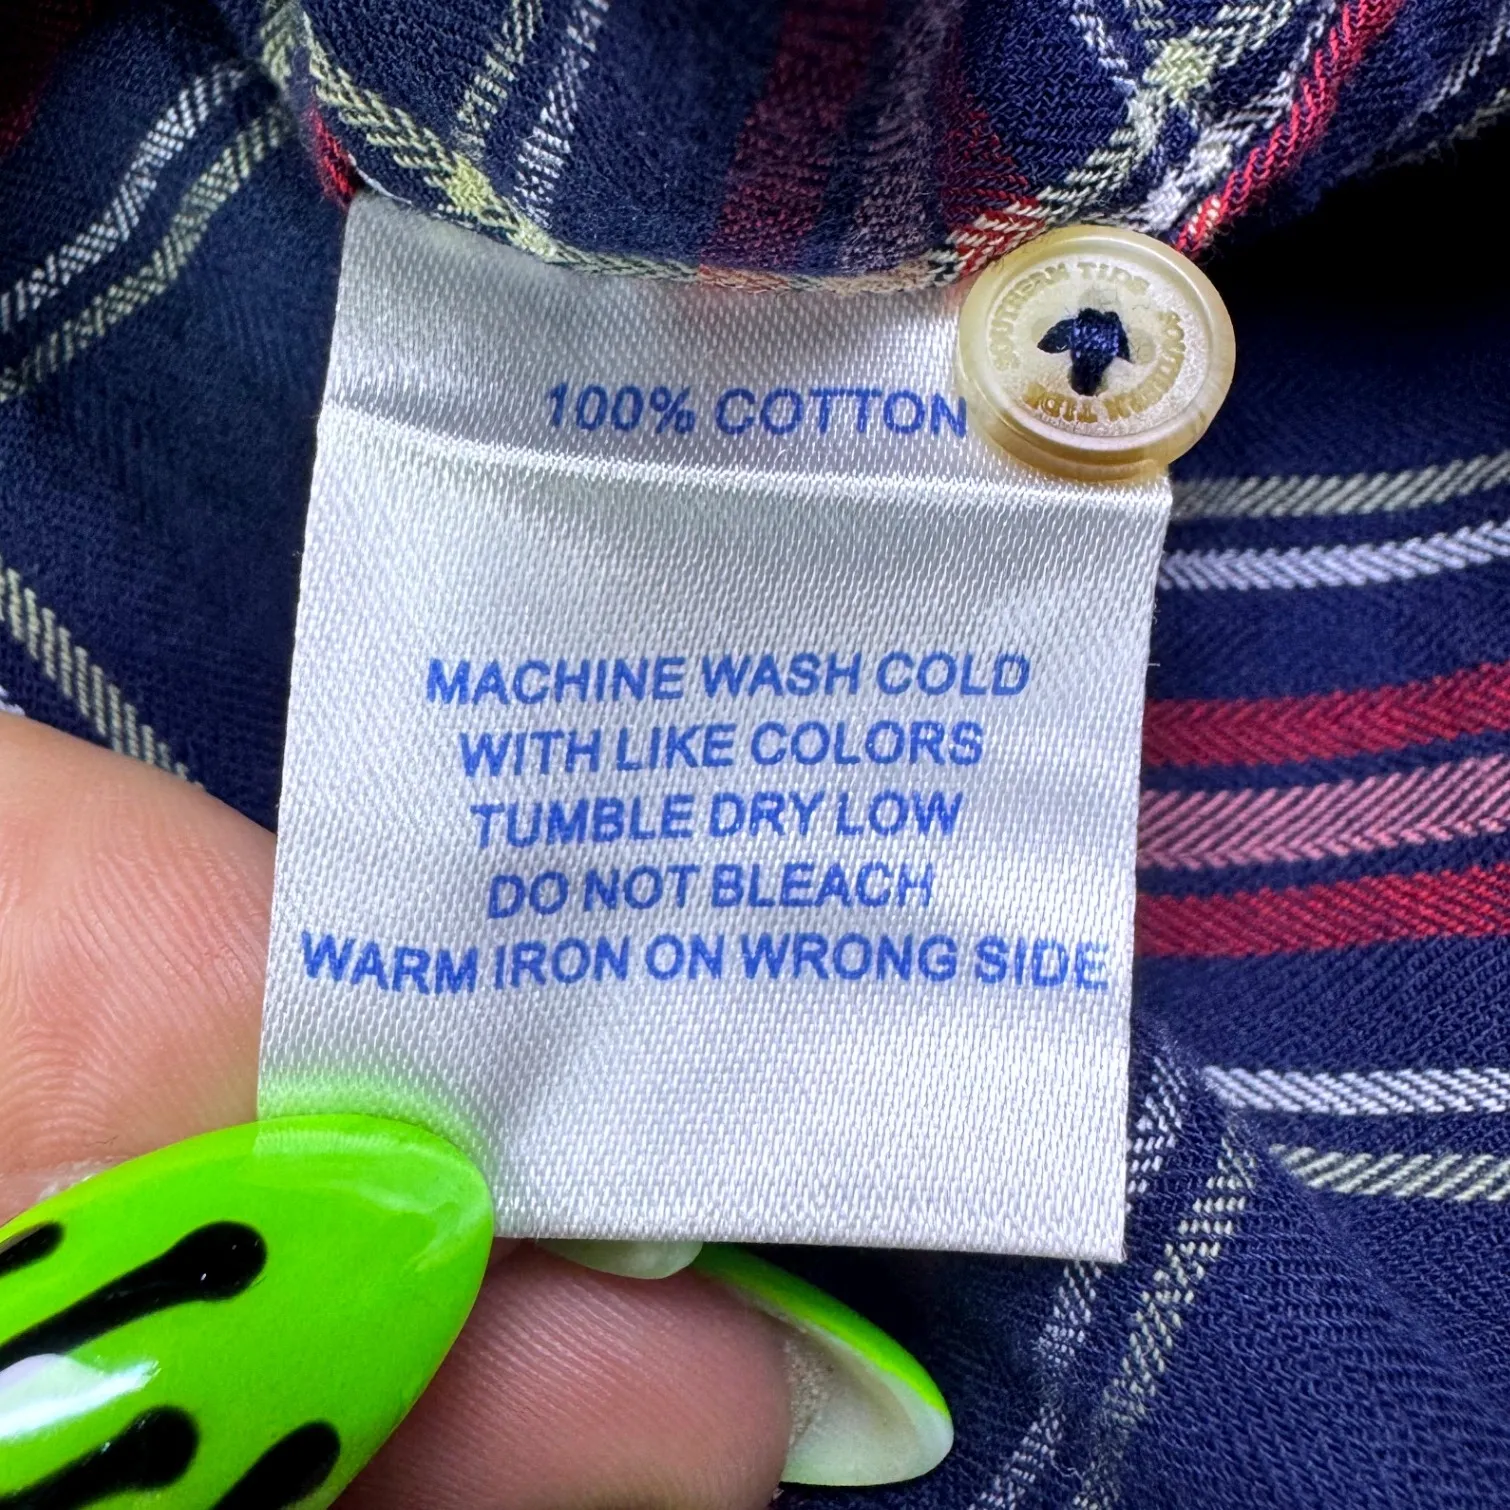 SOUTHERN TIDE SOUTHERN TIDE
100% COTTON
MACHINE WASH COLD
WITH LIKE COLORS
TUMBLE DRY LOW
DO NOT BLEACH
WARM IRON ON WRONG SIDE